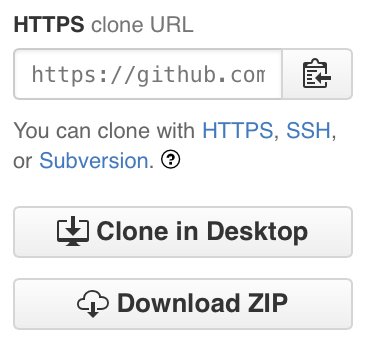 HTTPS clone URL
https://github.com
You can clone with HTTPS, SSH,
or Subversion. ?
Clone in Desktop
Download ZIP